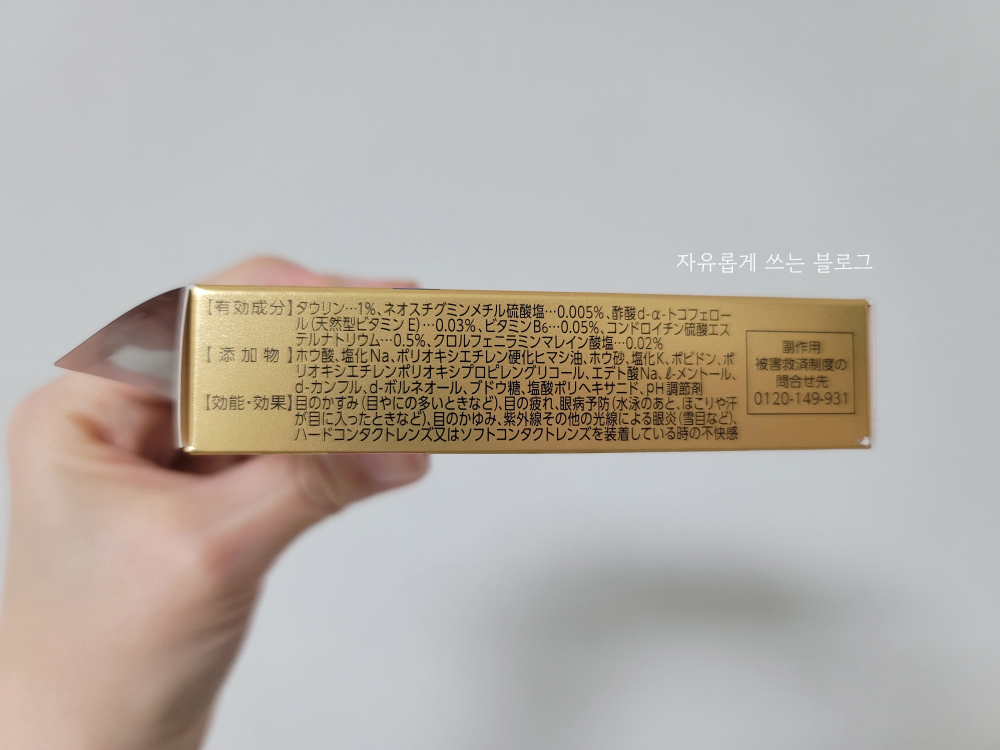 자유롭게 쓰는 블로그
【有効成分】タウリン…1%、ネオスチグミンメチル硫酸塩…0.005%、酢酸d-α-トコフェロー
ル(天然型ビタミンE)…0.03%、ビタミンB6…0.05%、コンドロイチン硫酸エス
テルナトリウム…0.5%、クロルフェニラミンマレイン酸塩…0.02%
【添加物】ホウ酸、塩化Na、ポリオキシエチレン硬化ヒマシ油、ホウ砂、塩化K、ポビドン、ポ
リオキシエチレンポリオキシプロピレングリコール、エデト酸Na、ℓ-メントール、
d-カンフル、d-ボルネオール、ブドウ糖、塩酸ポリヘキサニド、pH調節剤
【効能・効果】目のかすみ(目やにの多いときなど)、目の疲れ、眼病予防(水泳のあと、ほこりや汗
が目に入ったときなど)、目のかゆみ、紫外線その他の光線による眼炎(雪目など)、
ハードコンタクトレンズ又はソフトコンタクトレンズを装着している時の不快感
副作用
被害救済制度の
問合せ先
0120-149-931